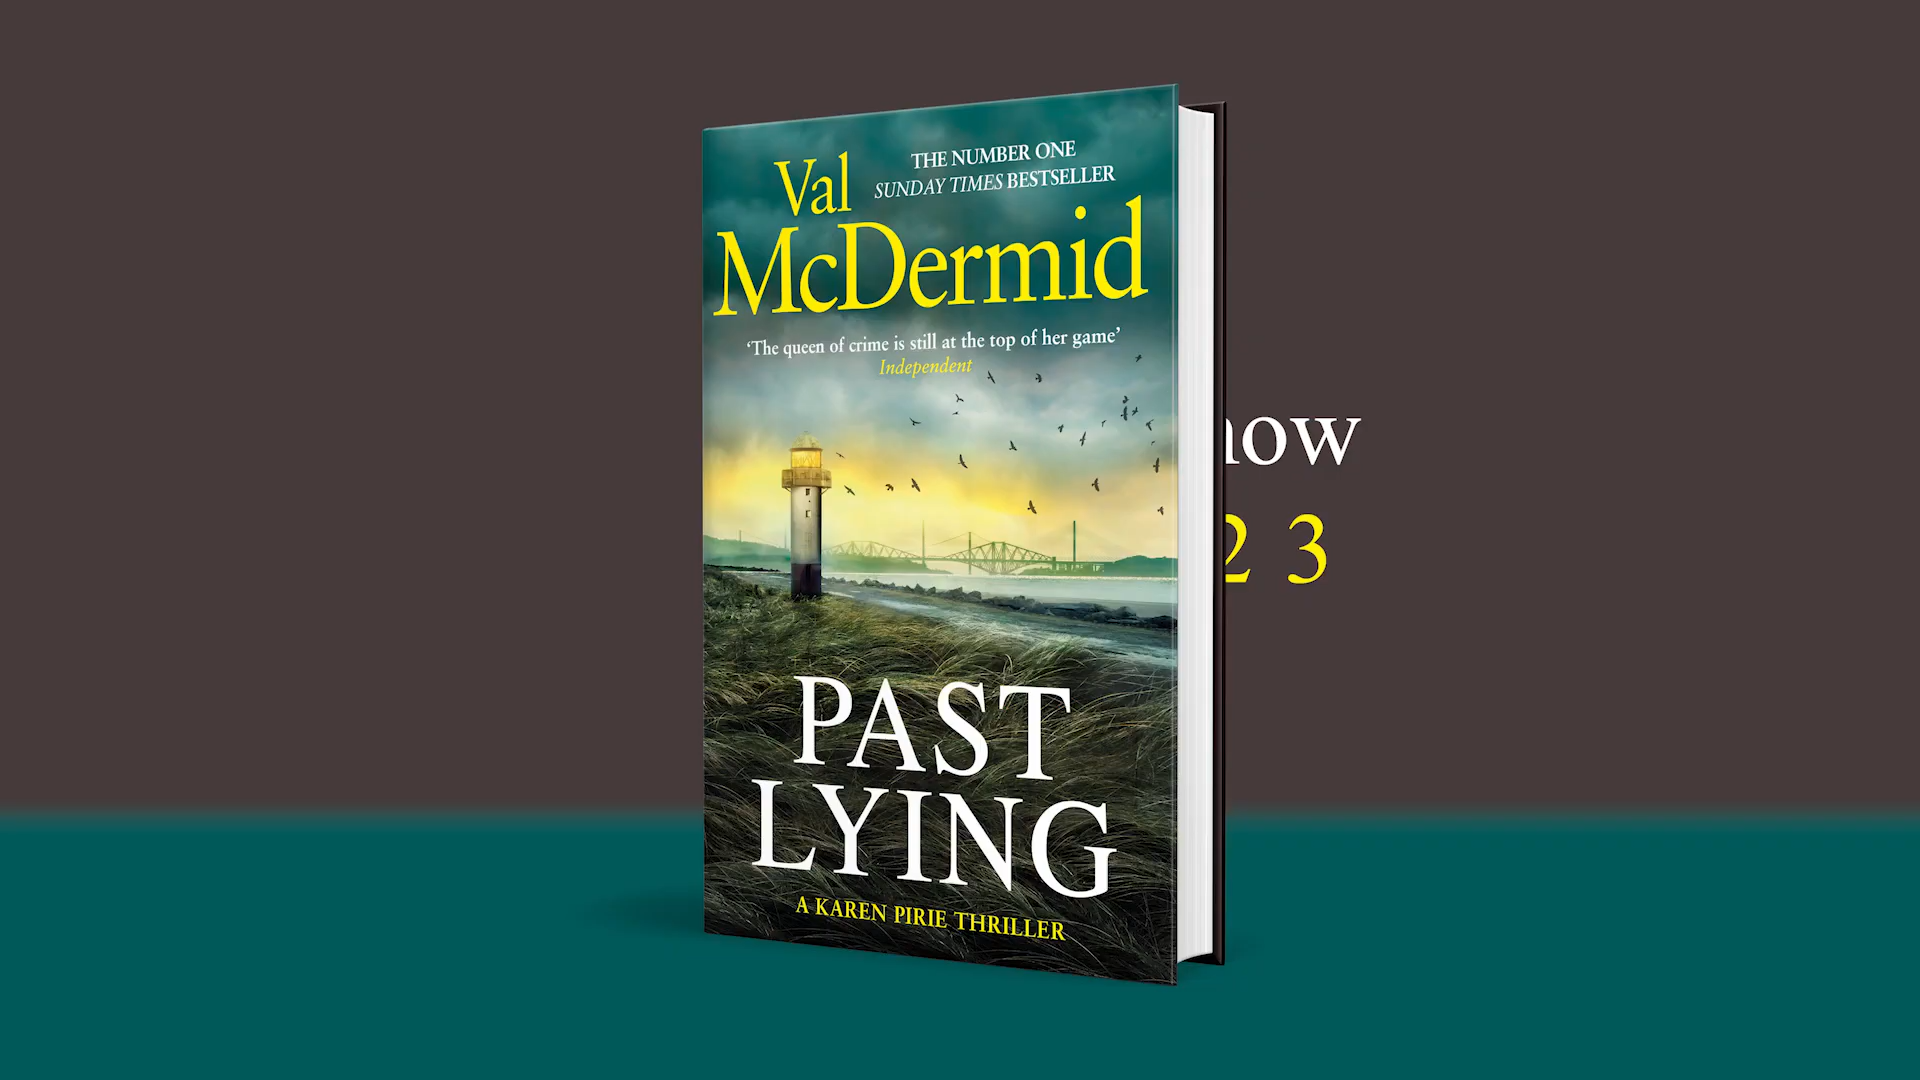 Val
THE NUMBER ONE
SUNDAY TIMES BESTSELLER
McDermid
‘The queen of crime is still at the top of her game’
Independent
PAST
LYING
A KAREN PIRIE THRILLER
2 3